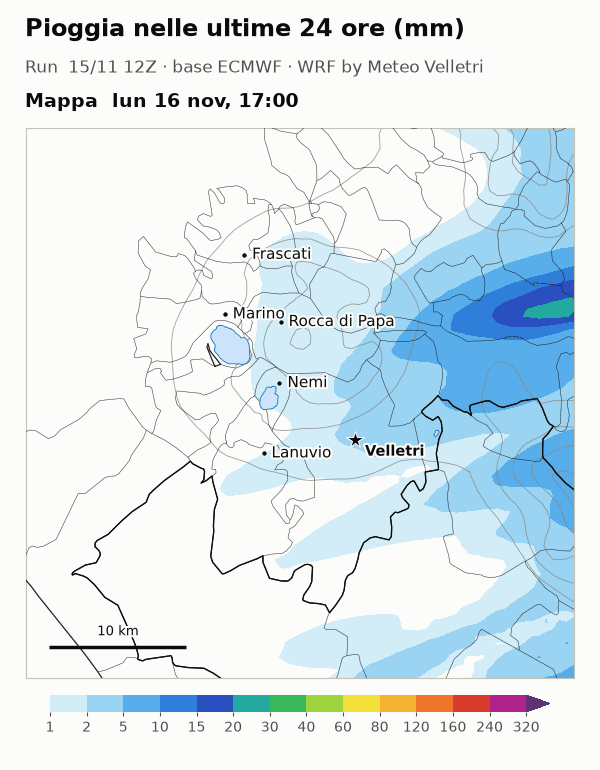 Pioggia nelle ultime 24 ore (mm)
Run  15/11 12Z · base ECMWF · WRF by Meteo Velletri
Mappa  lun 16 nov, 17:00
Frascati
Marino
Rocca di Papa
Nemi
Velletri
Lanuvio
10 km
1 2 5 10 15 20 30 40 60 80 120 160 240 320